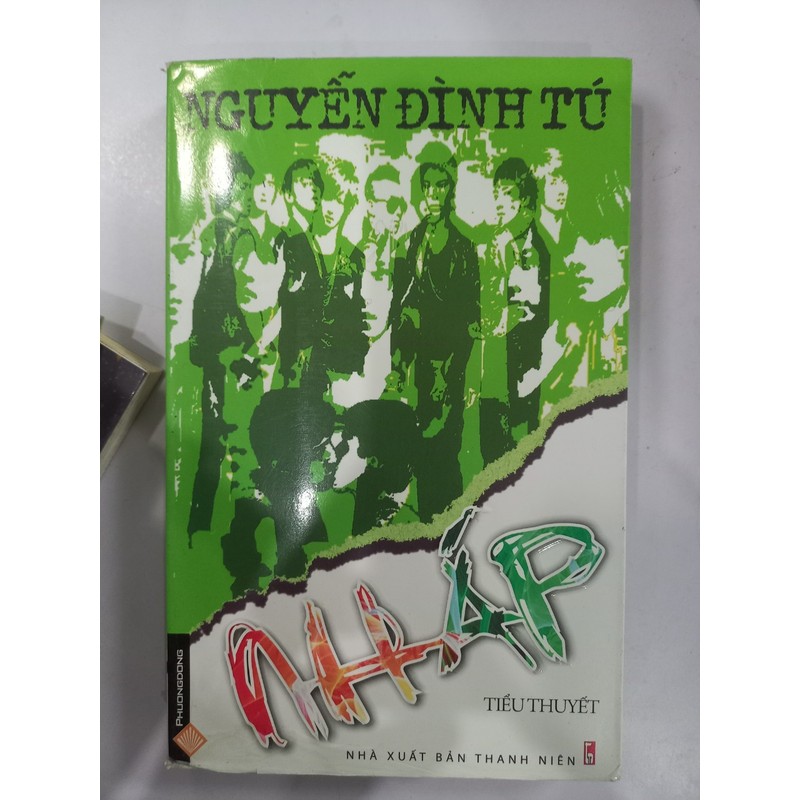 NGUYỄN ĐÌNH TÚ
NHÁP
TIỂU THUYẾT
PHUONGDONG
NHÀ XUẤT BẢN THANH NIÊN